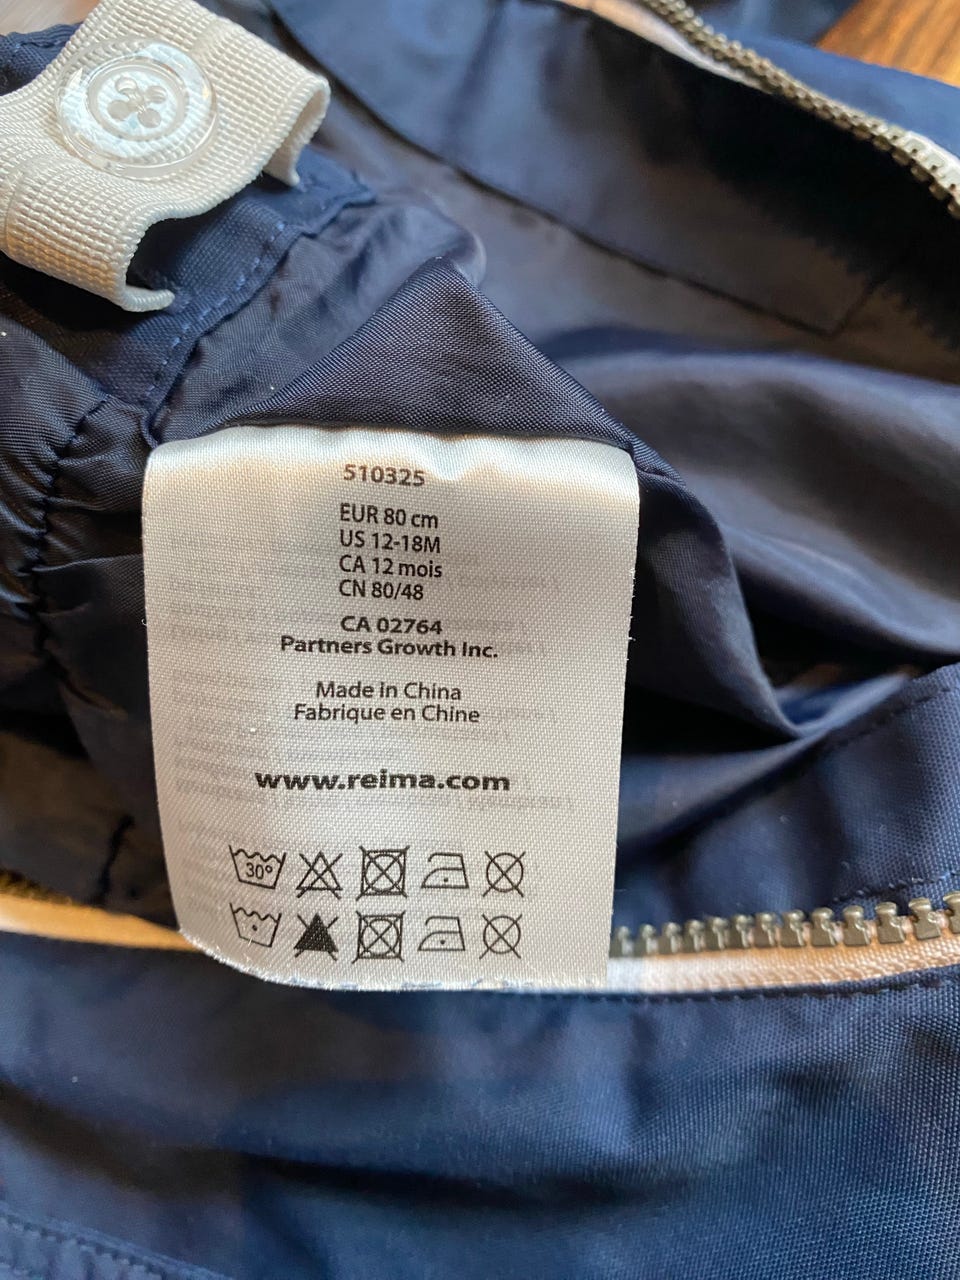 510325
EUR 80 cm
US 12-18M
CA 12 mois
CN 80/48
CA 02764
Partners Growth Inc.
Made in China
Fabrique en Chine
www.reima.com
30°